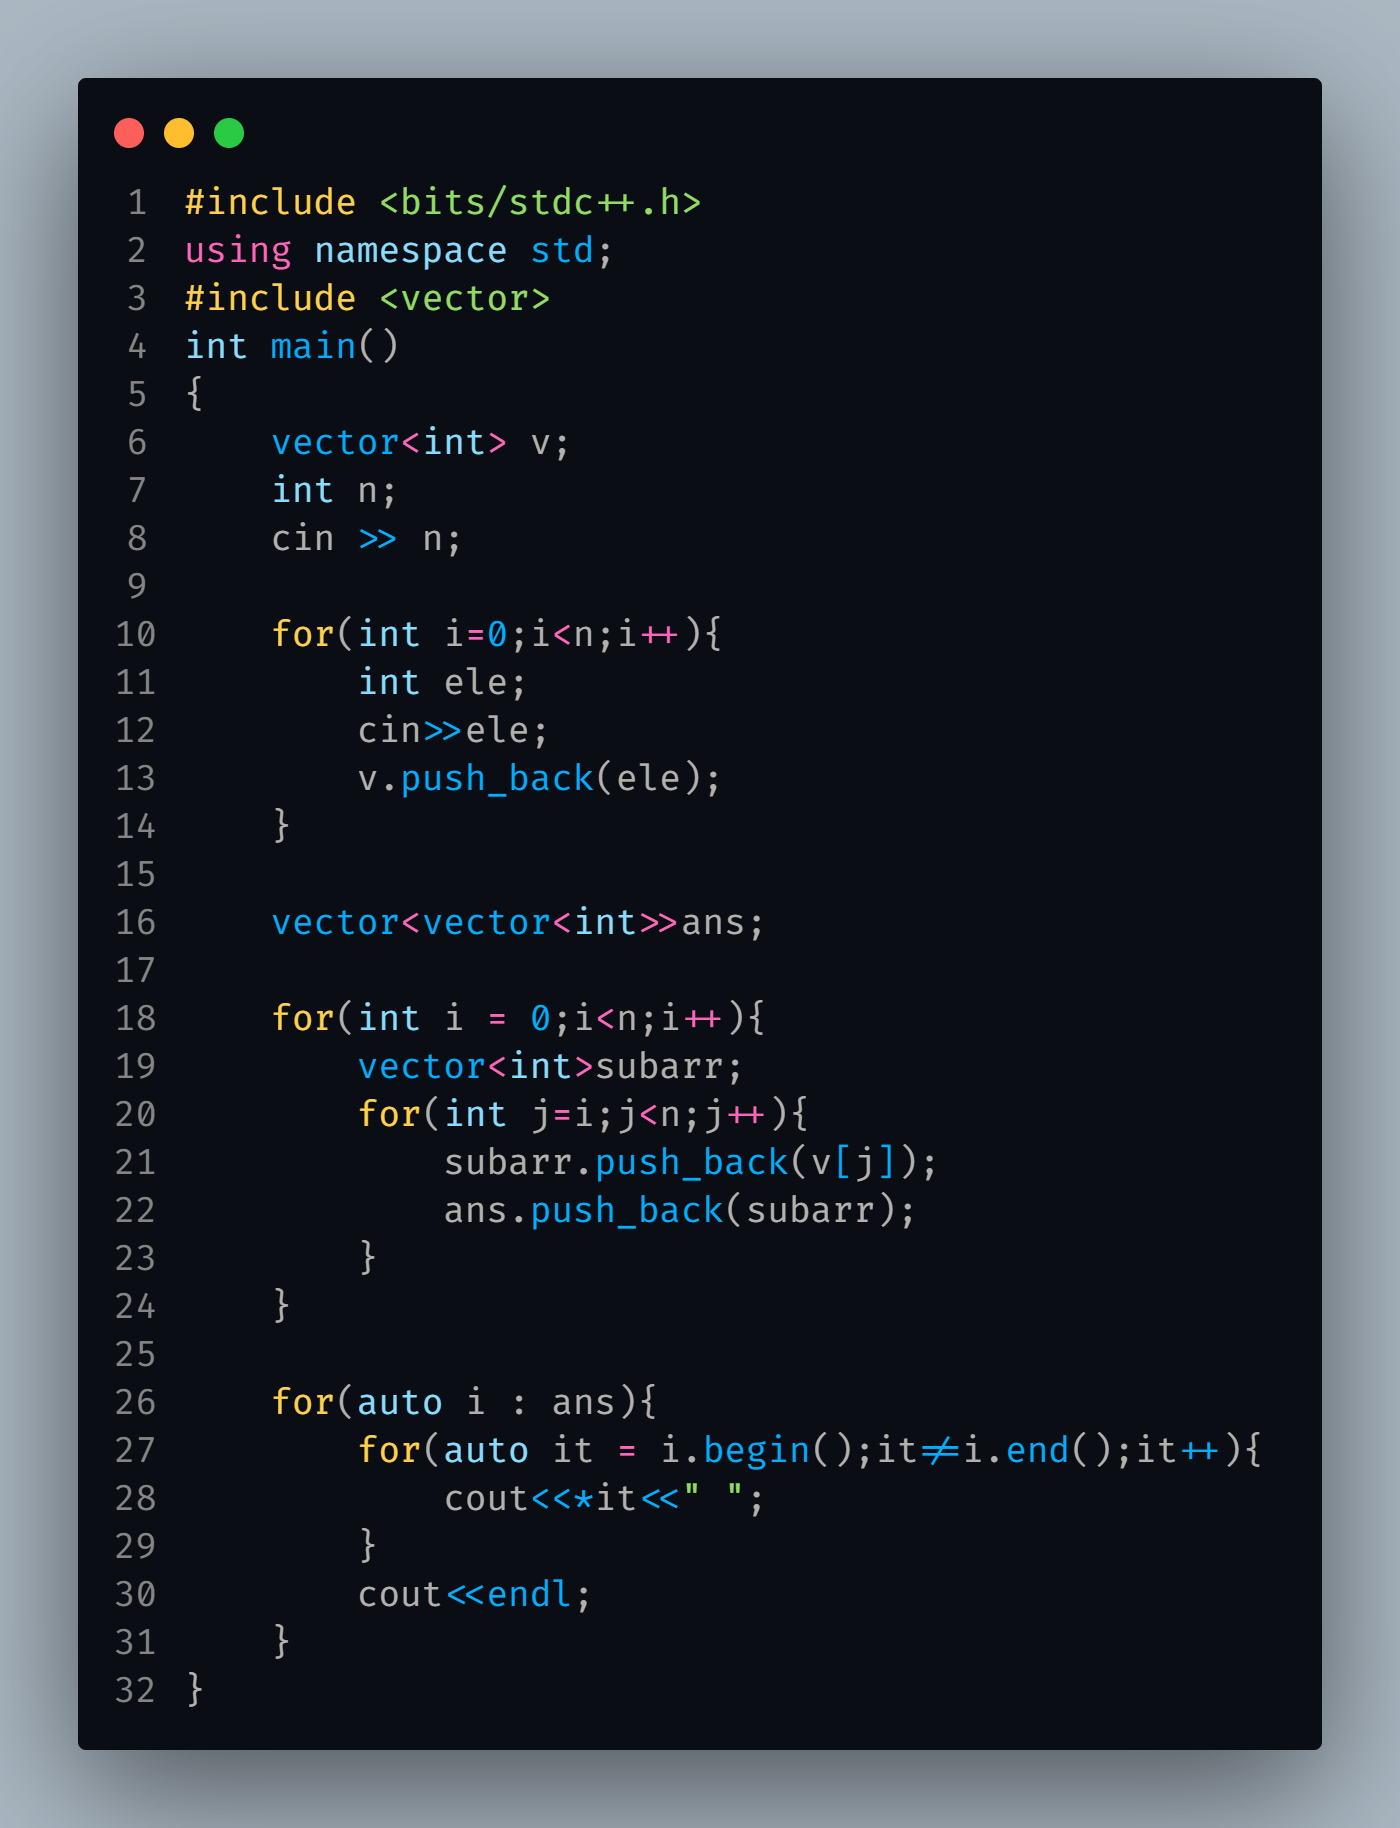 1 #include <bits/stdc++.h>
2 using namespace std;
3 #include <vector>
4 int main()
5 {
6     vector<int> v;
7     int n;
8     cin >> n;
9
10     for(int i=0;i<n;i++){
11         int ele;
12         cin>>ele;
13         v.push_back(ele);
14     }
15
16     vector<vector<int>>ans;
17
18     for(int i = 0;i<n;i++){
19         vector<int>subarr;
20         for(int j=i;j<n;j++){
21             subarr.push_back(v[j]);
22             ans.push_back(subarr);
23         }
24     }
25
26     for(auto i : ans){
27         for(auto it = i.begin();it!=i.end();it++){
28             cout<<*it<<" ";
29         }
30         cout<<endl;
31     }
32 }